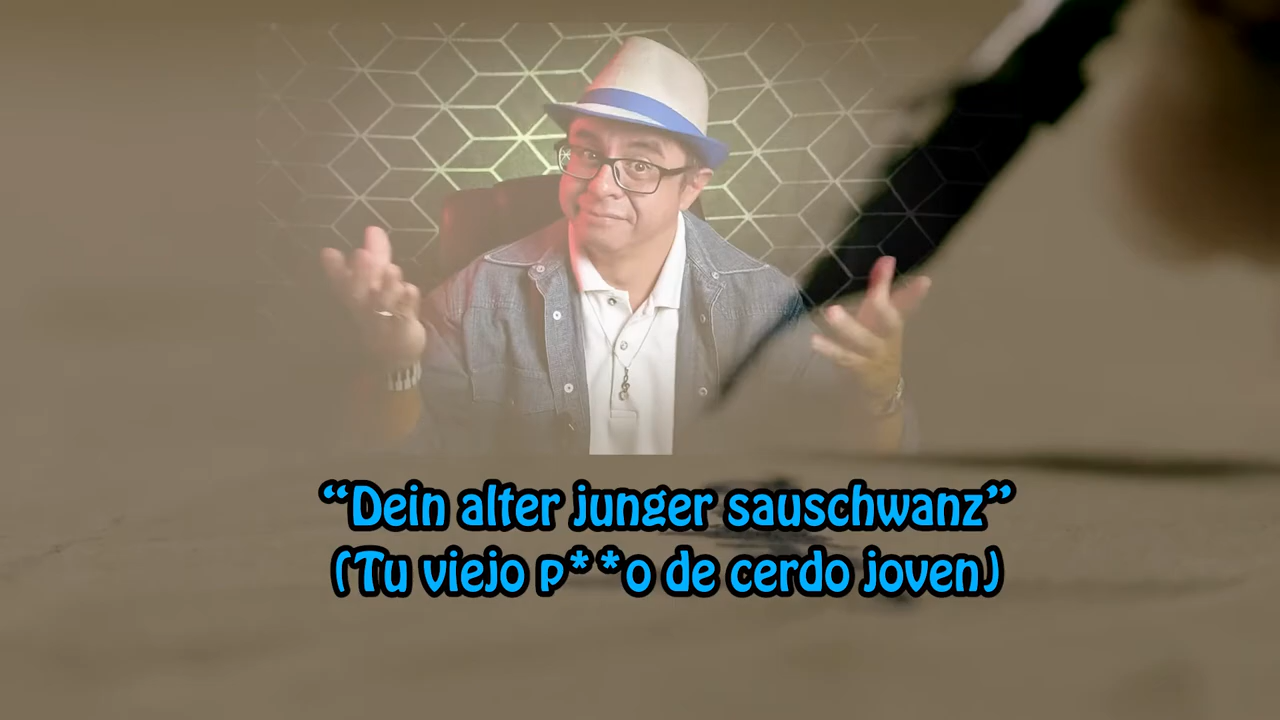 “Dein alter junger sauschwanz”
(Tu viejo p**o de cerdo joven)